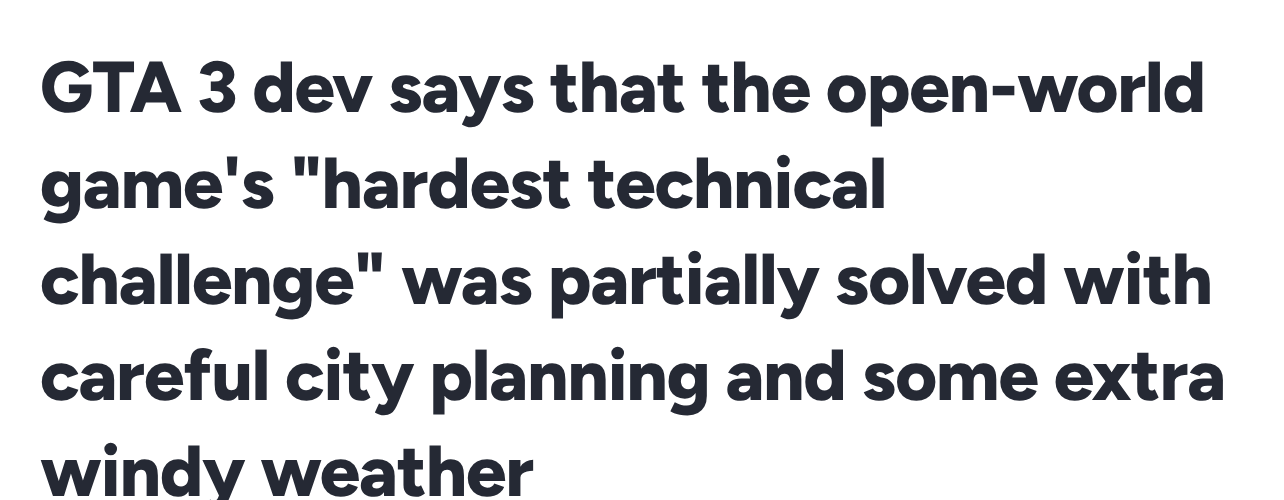 GTA 3 dev says that the open-world
game's "hardest technical
challenge" was partially solved with
careful city planning and some extra
windy weather